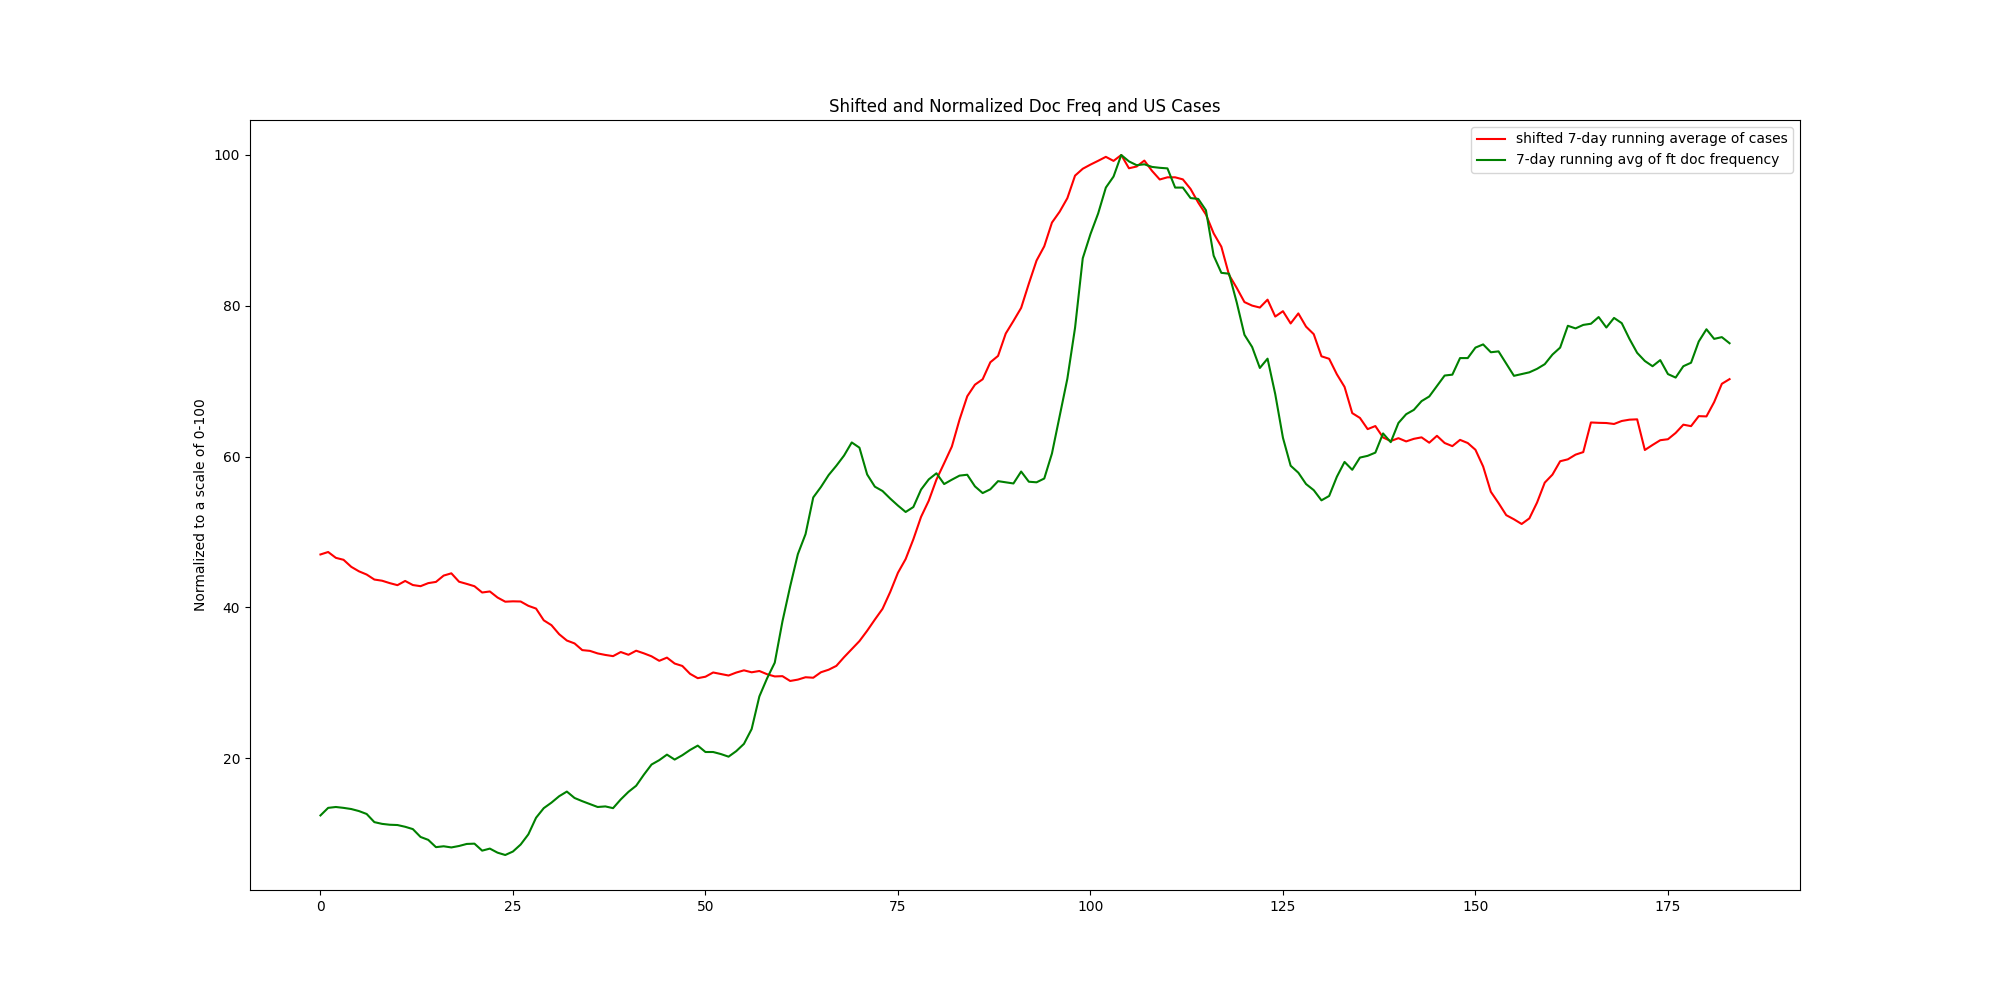 Shifted and Normalized Doc Freq and US Cases
shifted 7-day running average of cases
7-day running avg of ft doc frequency
Normalized to a scale of 0-100
100
80
60
40
20
0 25 50 75 100 125 150 175